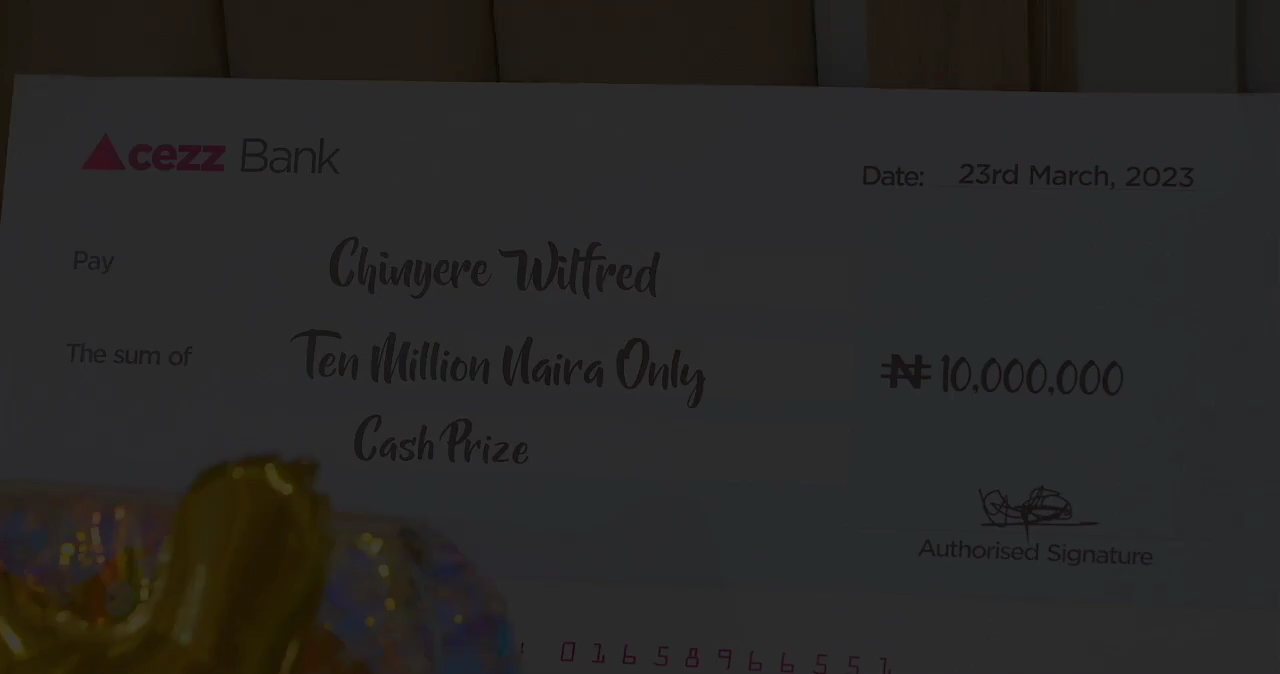 Acezz Bank
Date: 23rd March, 2023
Pay Chinyere Wilfred
The sum of Ten Million Naira Only ₦10,000,000
Cash Prize
Authorised Signature
01658966551